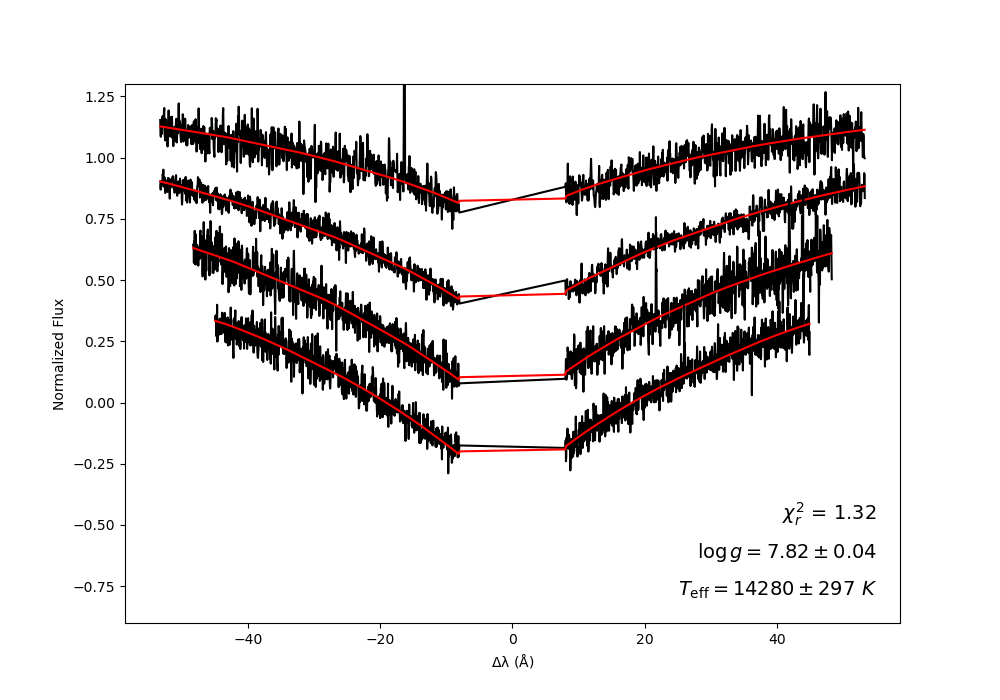 1.25
1.00
0.75
0.50
0.25
0.00
−0.25
−0.50
−0.75
Normalized Flux
χ²ᵣ = 1.32
log g = 7.82 ± 0.04
T_eff = 14280 ± 297 K
−40 −20 0 20 40
Δλ (Å)